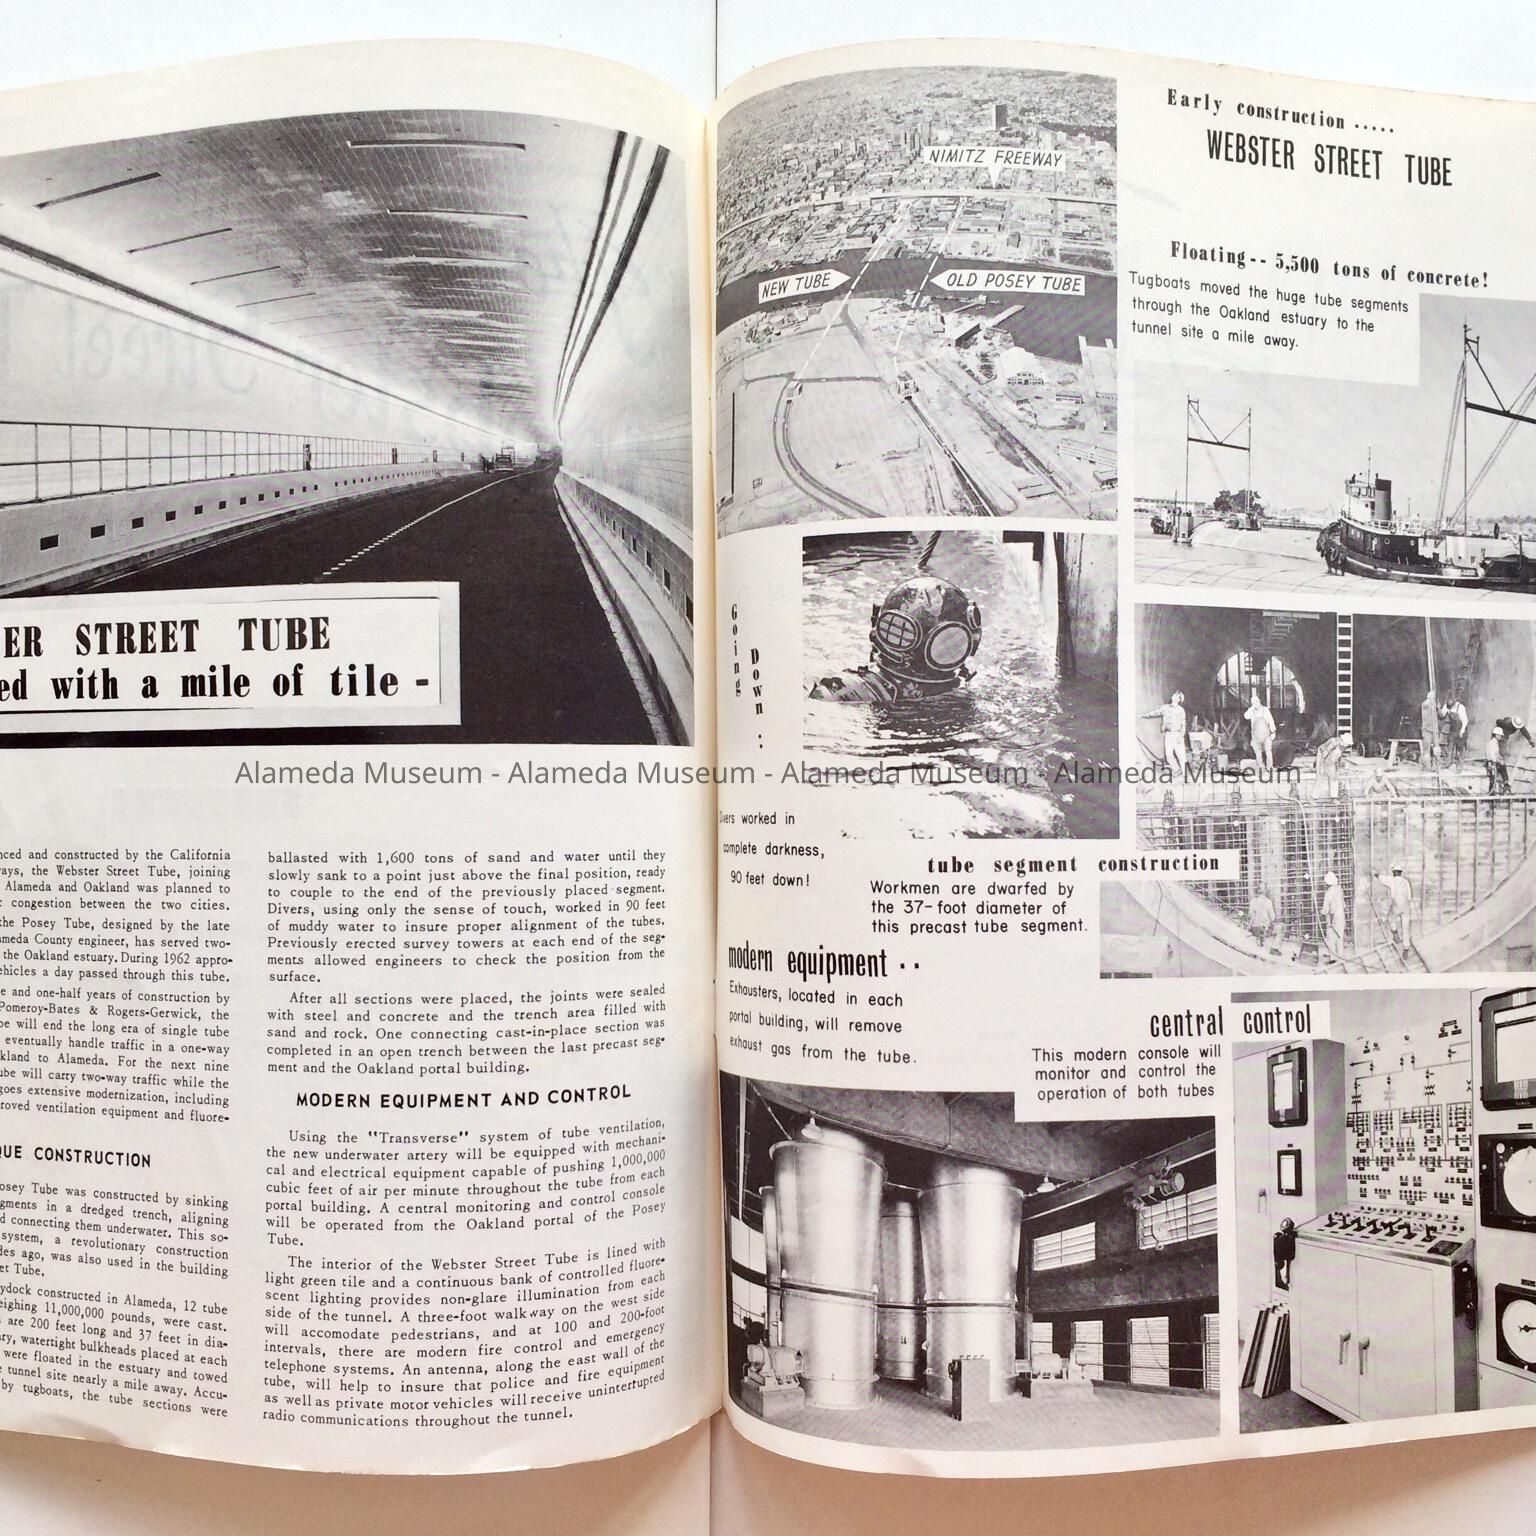 ER STREET TUBE
ed with a mile of tile -
nced and constructed by the California
ays, the Webster Street Tube, joining
Alameda and Oakland was planned to
congestion between the two cities.
the Posey Tube, designed by the late
meda County engineer, has served two-
the Oakland estuary. During 1962 appro-
ehicles a day passed through this tube.
e and one-half years of construction by
Pomeroy-Bates & Rogers-Gerwick, the
be will end the long era of single tube
eventually handle traffic in a one-way
kland to Alameda. For the next nine
ube will carry two-way traffic while the
goes extensive modernization, including
roved ventilation equipment and fluore-
QUE CONSTRUCTION
osey Tube was constructed by sinking
gments in a dredged trench, aligning
d connecting them underwater. This so-
system, a revolutionary construction
des ago, was also used in the building
et Tube.
ydock constructed in Alameda, 12 tube
eighing 11,000,000 pounds, were cast.
s are 200 feet long and 37 feet in dia-
ry, watertight bulkheads placed at each
were floated in the estuary and towed
e tunnel site nearly a mile away. Accu-
by tugboats, the tube sections were
ballasted with 1,600 tons of sand and water until they
slowly sank to a point just above the final position, ready
to couple to the end of the previously placed segment.
Divers, using only the sense of touch, worked in 90 feet
of muddy water to insure proper alignment of the tubes.
Previously erected survey towers at each end of the seg-
ments allowed engineers to check the position from the
surface.
After all sections were placed, the joints were sealed
with steel and concrete and the trench area filled with
sand and rock. One connecting cast-in-place section was
completed in an open trench between the last precast seg-
ment and the Oakland portal building.
MODERN EQUIPMENT AND CONTROL
Using the "Transverse" system of tube ventilation,
the new underwater artery will be equipped with mechani-
cal and electrical equipment capable of pushing 1,000,000
cubic feet of air per minute throughout the tube from each
portal building. A central monitoring and control console
will be operated from the Oakland portal of the Posey
Tube.
The interior of the Webster Street Tube is lined with
light green tile and a continuous bank of controlled fluore-
scent lighting provides non-glare illumination from each
side of the tunnel. A three-foot walkway on the west side
will accomodate pedestrians, and at 100 and 200-foot
intervals, there are modern fire control and emergency
telephone systems. An antenna, along the east wall of the
tube, will help to insure that police and fire equipment
as well as private motor vehicles will receive uninterrupted
radio communications throughout the tunnel.
NIMITZ FREEWAY
NEW TUBE
OLD POSEY TUBE
Early construction .....
WEBSTER STREET TUBE
Floating-- 5,500 tons of concrete!
Tugboats moved the huge tube segments
through the Oakland estuary to the
tunnel site a mile away.
Going
Down :
Divers worked in
complete darkness,
90 feet down!
tube segment construction
Workmen are dwarfed by
the 37-foot diameter of
this precast tube segment.
modern equipment ..
Exhausters, located in each
portal building, will remove
exhaust gas from the tube.
central control
This modern console will
monitor and control the
operation of both tubes
Alameda Museum - Alameda Museum - Alameda Museum - Alameda Museum